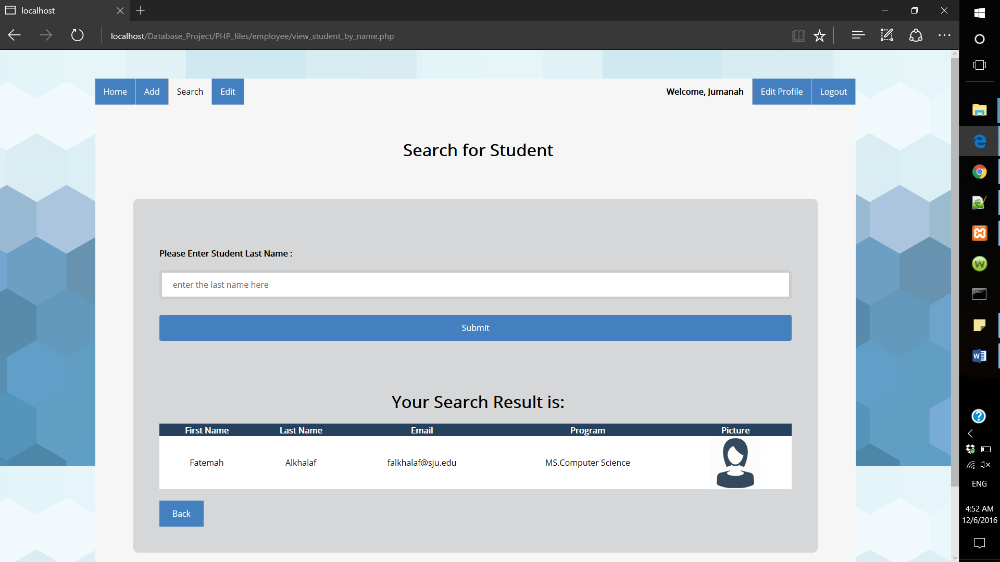 localhost
localhost/Database_Project/PHP_files/employee/view_student_by_name.php
Home Add Search Edit Welcome, Jumanah Edit Profile Logout
Search for Student
Please Enter Student Last Name :
enter the last name here
Submit
Your Search Result is:
First Name Last Name Email Program Picture
Fatemah Alkhalaf falkhalaf@sju.edu MS.Computer Science
Back
ENG
4:52 AM
12/6/2016